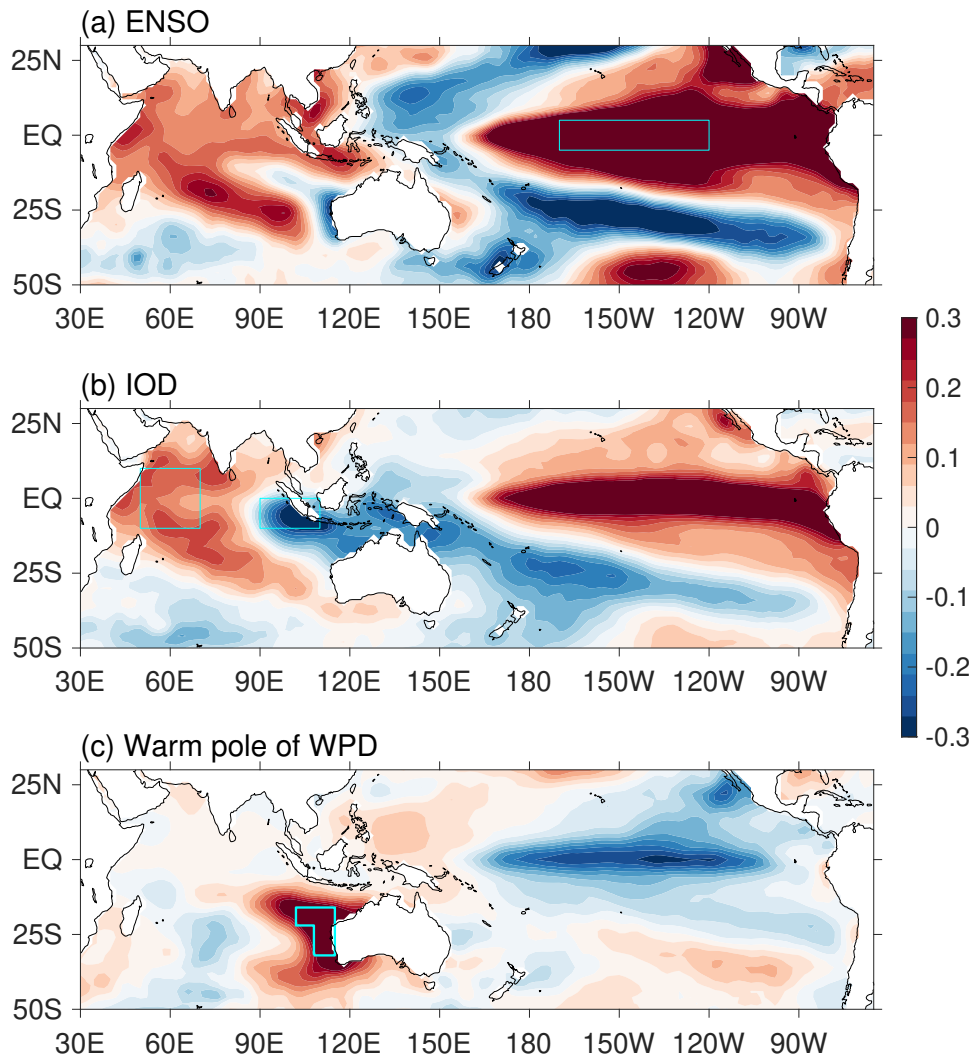 (a) ENSO
25N
EQ
25S
50S
30E 60E 90E 120E 150E 180 150W 120W 90W
0.3
0.2
0.1
0
-0.1
-0.2
-0.3
(b) IOD
25N
EQ
25S
50S
30E 60E 90E 120E 150E 180 150W 120W 90W
(c) Warm pole of WPD
25N
EQ
25S
50S
30E 60E 90E 120E 150E 180 150W 120W 90W